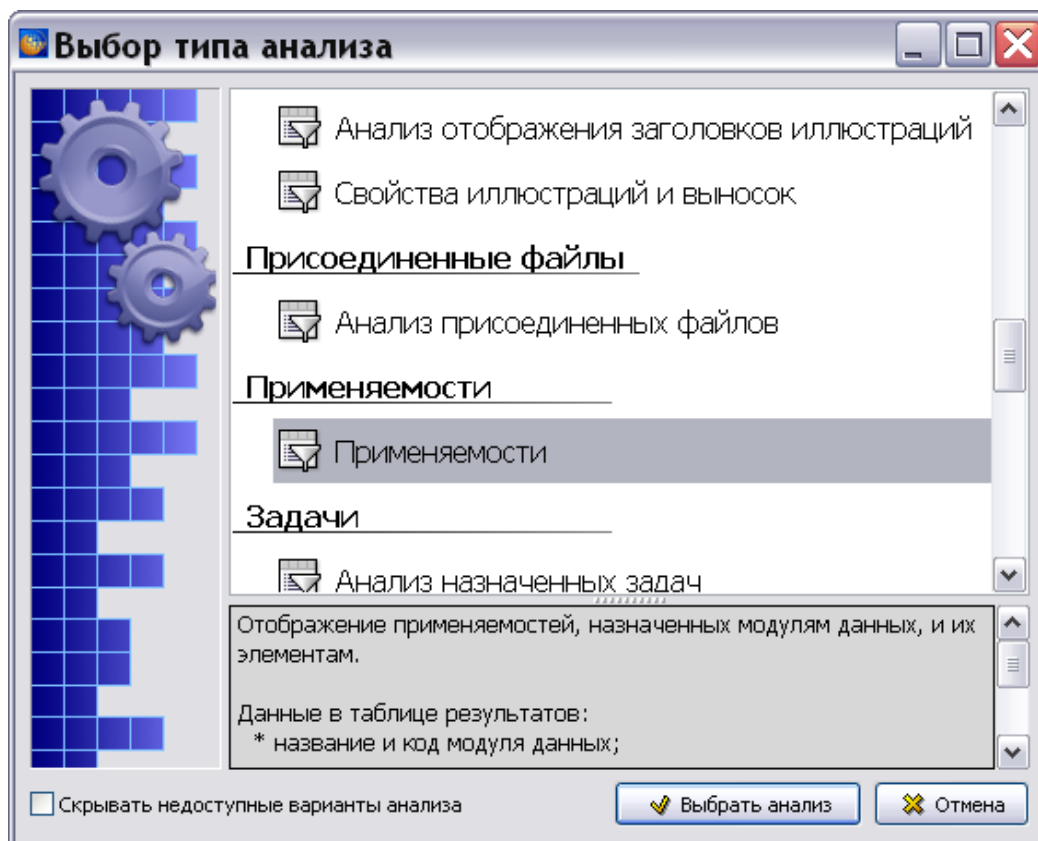 Выбор типа анализа
Анализ отображения заголовков иллюстраций
Свойства иллюстраций и выносок
Присоединенные файлы
Анализ присоединенных файлов
Применяемости
Применяемости
Задачи
Анализ назначенных задач
Отображение применяемостей, назначенных модулям данных, и их
элементам.
Данные в таблице результатов:
* название и код модуля данных;
Скрывать недоступные варианты анализа
Выбрать анализ
Отмена